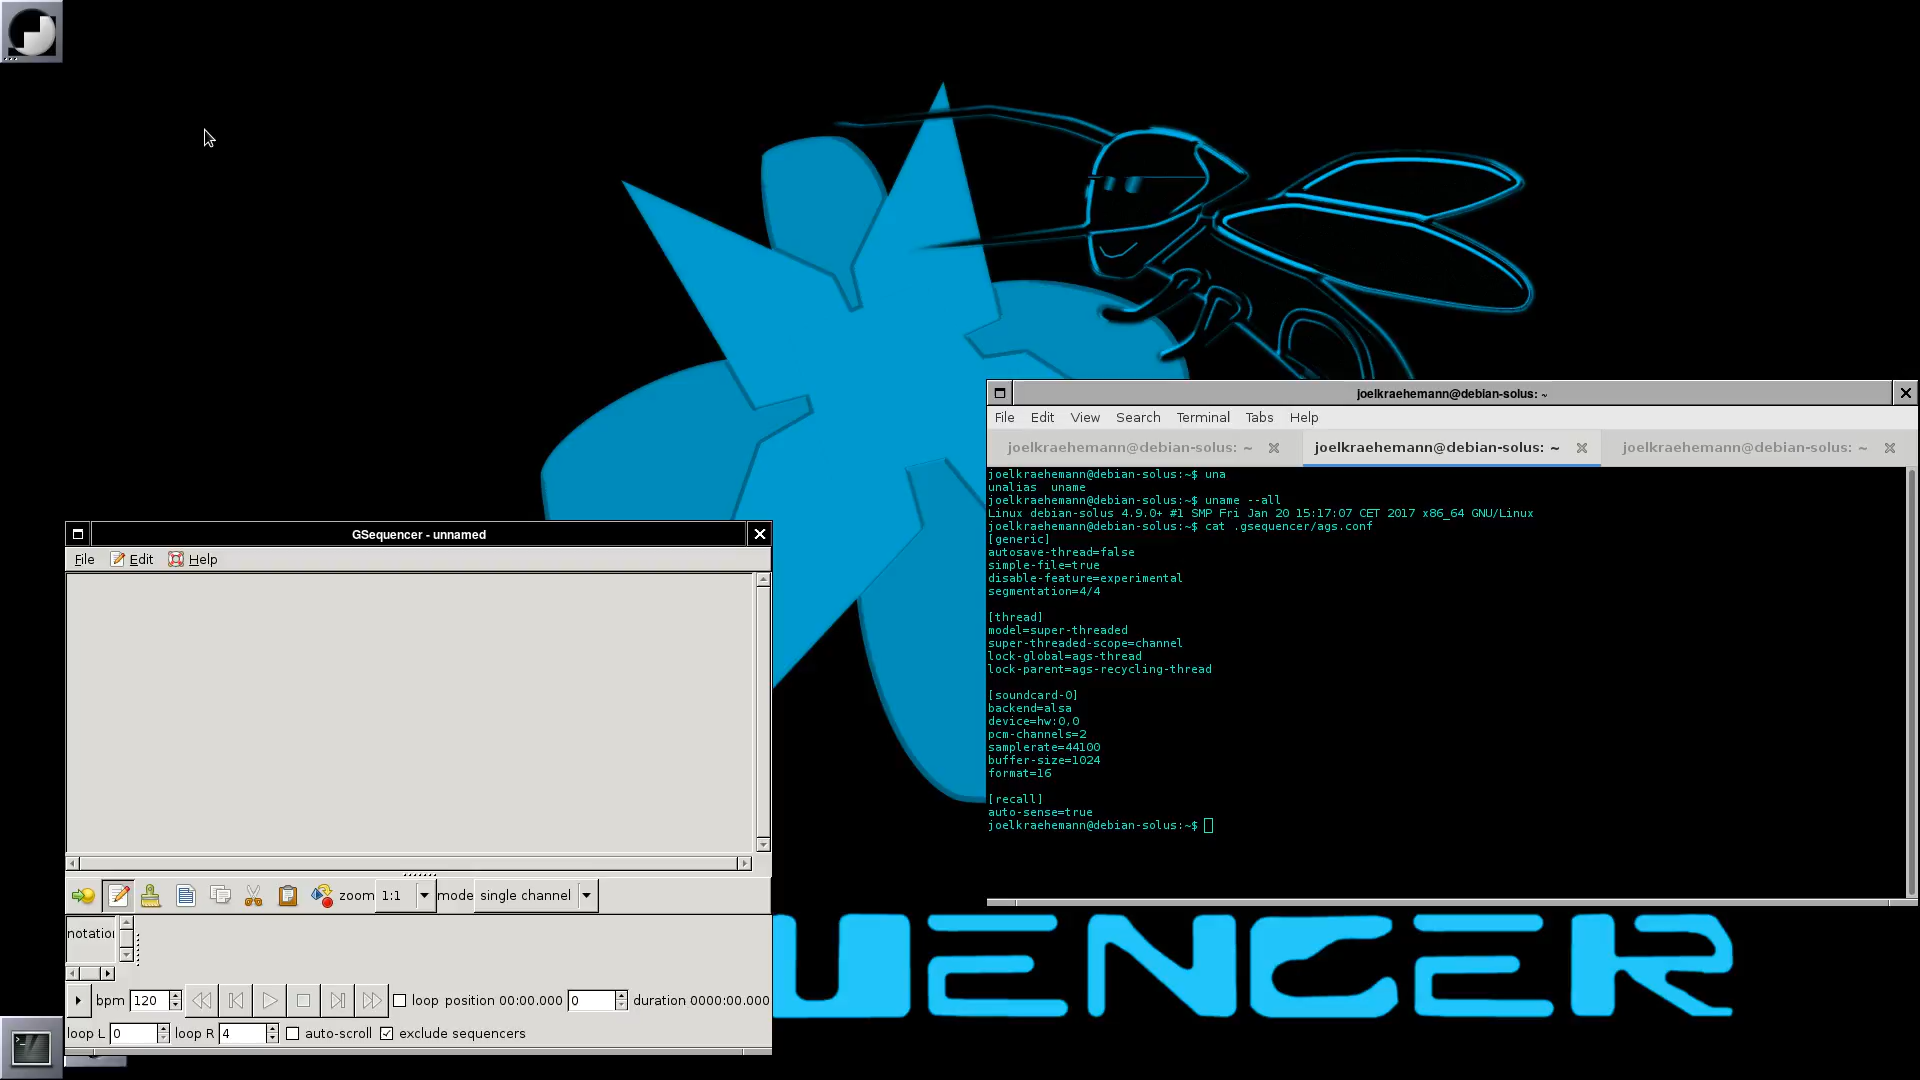 joelkraehemann@debian-solus: ~
File Edit View Search Terminal Tabs Help
joelkraehemann@debian-solus: ~ joelkraehemann@debian-solus: ~ joelkraehemann@debian-solus: ~
joelkraehemann@debian-solus:~$ una
unalias uname
joelkraehemann@debian-solus:~$ uname --all
Linux debian-solus 4.9.0+ #1 SMP Fri Jan 20 15:17:07 CET 2017 x86_64 GNU/Linux
joelkraehemann@debian-solus:~$ cat .gsequencer/ags.conf
[generic]
autosave-thread=false
simple-file=true
disable-feature=experimental
segmentation=4/4
[thread]
model=super-threaded
super-threaded-scope=channel
lock-global=ags-thread
lock-parent=ags-recycling-thread
[soundcard-0]
backend=alsa
device=hw:0,0
pcm-channels=2
samplerate=44100
buffer-size=1024
format=16
[recall]
auto-sense=true
joelkraehemann@debian-solus:~$
GSequencer - unnamed
File Edit Help
zoom 1:1 mode single channel
notatio
bpm 120 loop position 00:00.000 0 duration 0000:00.000
loop L 0 loop R 4 auto-scroll exclude sequencers
UENCER